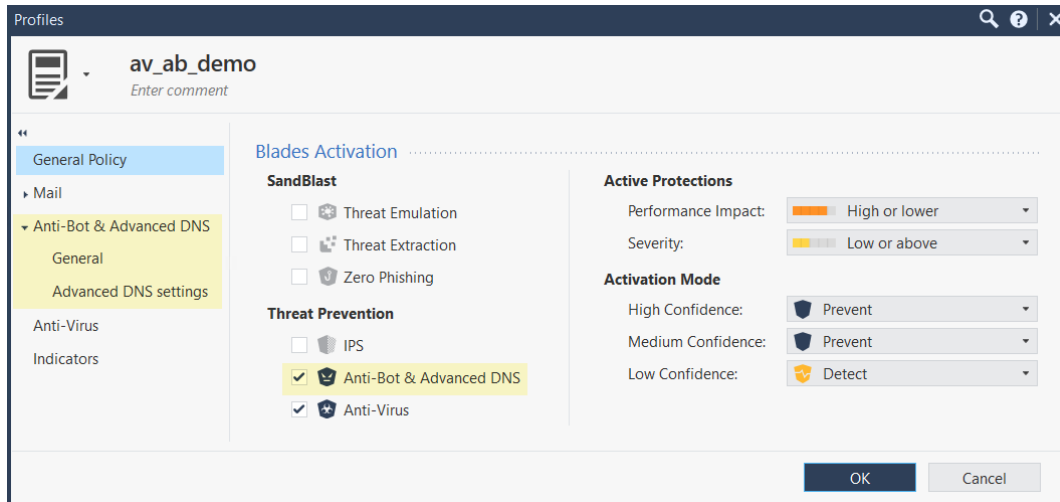 Profiles
av_ab_demo
Enter comment
General Policy
Mail
Anti-Bot & Advanced DNS
General
Advanced DNS settings
Anti-Virus
Indicators
Blades Activation
SandBlast
Threat Emulation
Threat Extraction
Zero Phishing
Threat Prevention
IPS
Anti-Bot & Advanced DNS
Anti-Virus
Active Protections
Performance Impact: High or lower
Severity: Low or above
Activation Mode
High Confidence: Prevent
Medium Confidence: Prevent
Low Confidence: Detect
OK Cancel